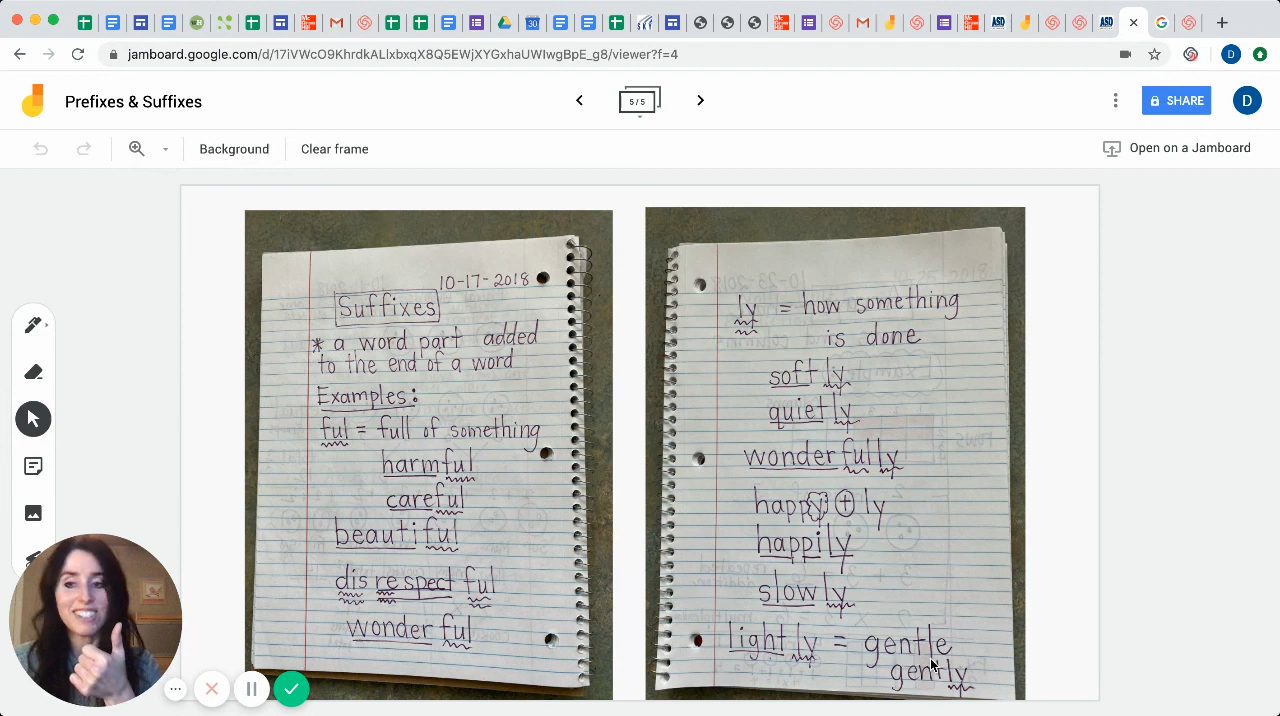 jamboard.google.com/d/17iVWcO9KhrdkALlxbxqX8Q5EWjXYGxhaUWIwgBpE_g8/viewer?f=4
D
Prefixes & Suffixes
5 / 5
SHARE
D
Background
Clear frame
Open on a Jamboard
10-17-2018
Suffixes
* a word part added
to the end of a word
Examples:
ful = full of something
harmful
careful
beautiful
disrespectful
wonderful
ly = how something
is done
softly
quietly
wonderfully
happy + ly
happily
slowly
lightly = gentle
gently